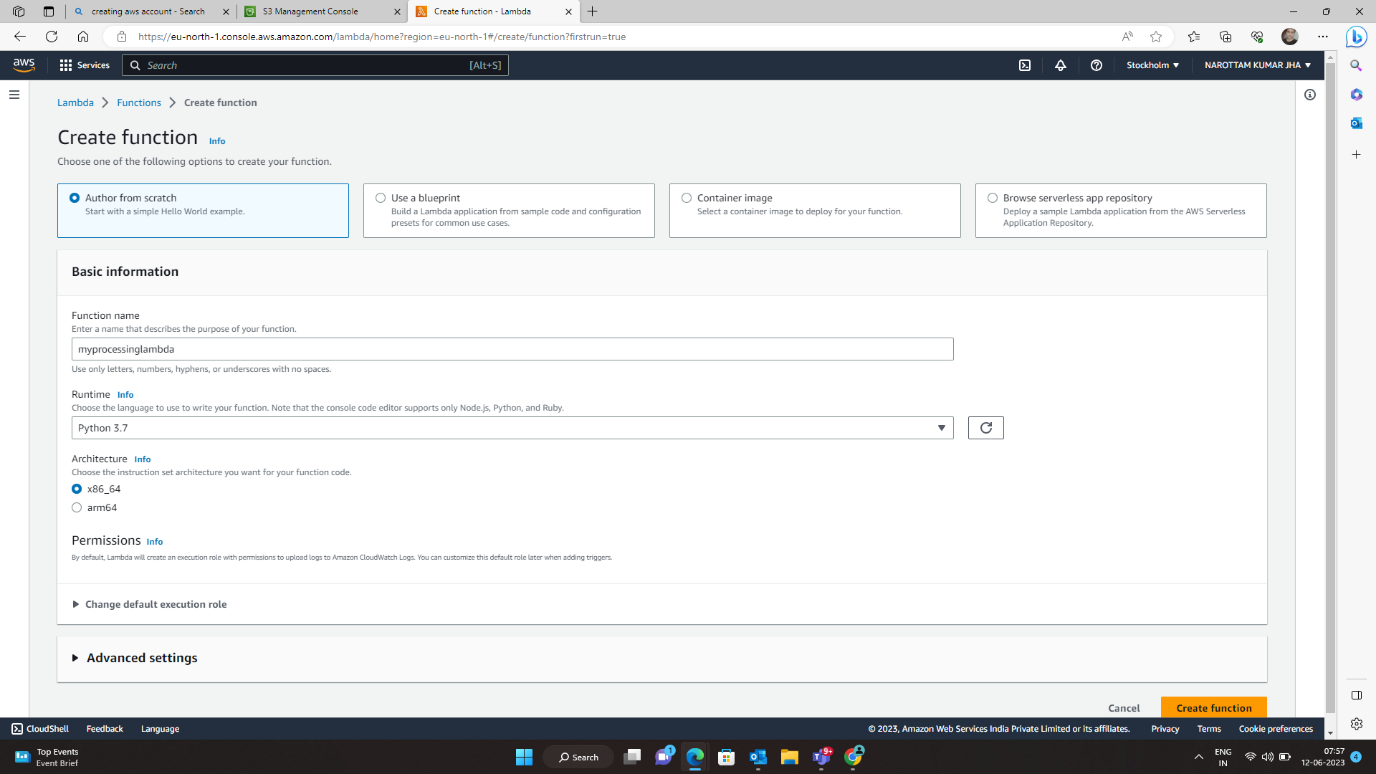 creating aws account - Search
S3 Management Console
Create function - Lambda
https://eu-north-1.console.aws.amazon.com/lambda/home?region=eu-north-1#/create/function?firstrun=true
aws
Services
Search
[Alt+S]
Stockholm
NAROTTAM KUMAR JHA
Lambda
Functions
Create function
Create function
Info
Choose one of the following options to create your function.
Author from scratch
Start with a simple Hello World example.
Use a blueprint
Build a Lambda application from sample code and configuration
presets for common use cases.
Container image
Select a container image to deploy for your function.
Browse serverless app repository
Deploy a sample Lambda application from the AWS Serverless
Application Repository.
Basic information
Function name
Enter a name that describes the purpose of your function.
myprocessinglambda
Use only letters, numbers, hyphens, or underscores with no spaces.
Runtime Info
Choose the language to use to write your function. Note that the console code editor supports only Node.js, Python, and Ruby.
Python 3.7
Architecture Info
Choose the instruction set architecture you want for your function code.
x86_64
arm64
Permissions Info
By default, Lambda will create an execution role with permissions to upload logs to Amazon CloudWatch Logs. You can customize this default role later when adding triggers.
Change default execution role
Advanced settings
Cancel
Create function
CloudShell
Feedback
Language
© 2023, Amazon Web Services India Private Limited or its affiliates.
Privacy
Terms
Cookie preferences
Top Events
Event Brief
Search
1
9+
2
ENG
IN
07:57
12-06-2023
4